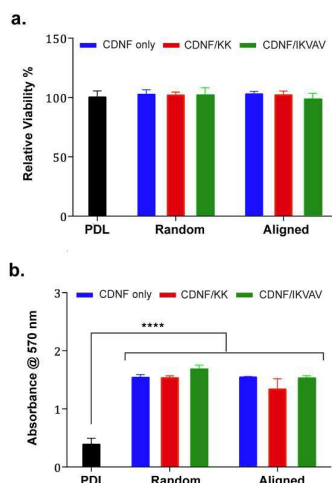 a.
CDNF only CDNF/KK CDNF/IKVAV
Relative Viability %
150
100
50
0
PDL Random Aligned
b.
CDNF only CDNF/KK CDNF/IKVAV
Absorbance @ 570 nm
3
2
1
0
****
PDL Random Aligned